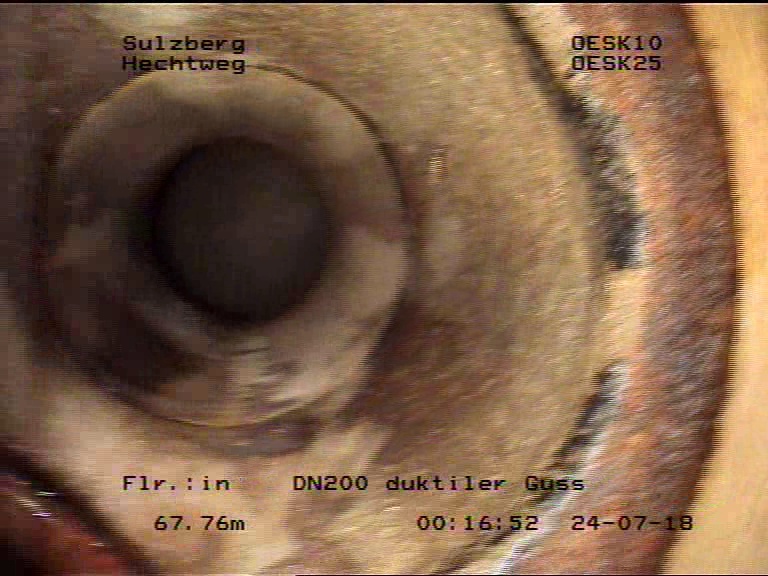 Sulzberg OESK10
Hechtweg OESK25
Flr.:in DN200 duktiler Guss
67.76m 00:16:52 24-07-18